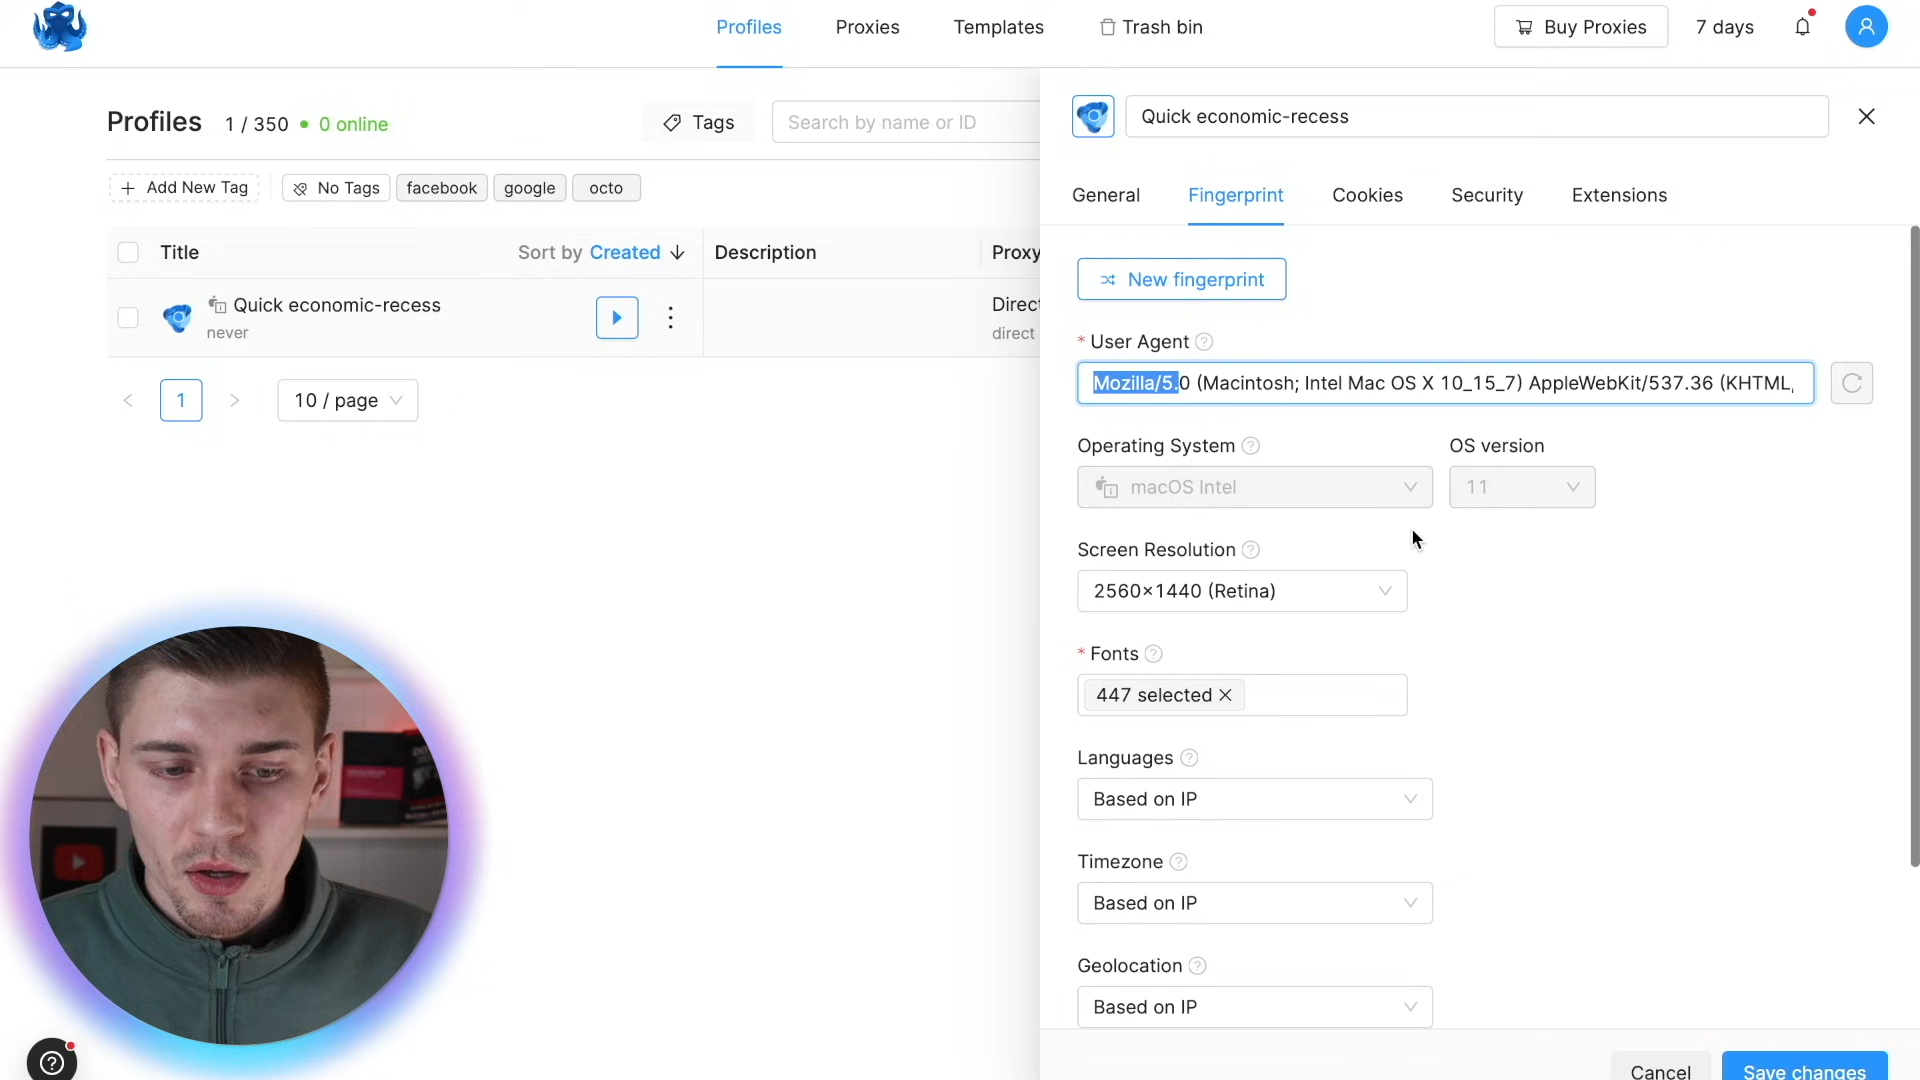 Profiles
Proxies
Templates
Trash bin
Buy Proxies
7 days
Profiles 1 / 350 • 0 online
Tags
Search by name or ID
+ Add New Tag
No Tags
facebook
google
octo
Title
Sort by Created ↓
Description
Proxy
Quick economic-recess
never
Direct
direct
< 1 >
10 / page
Quick economic-recess
General
Fingerprint
Cookies
Security
Extensions
New fingerprint
* User Agent ?
Mozilla/5.0 (Macintosh; Intel Mac OS X 10_15_7) AppleWebKit/537.36 (KHTML,
Operating System ?
OS version
macOS Intel
11
Screen Resolution ?
2560×1440 (Retina)
* Fonts ?
447 selected ×
Languages ?
Based on IP
Timezone ?
Based on IP
Geolocation ?
Based on IP
Cancel
Save changes
?